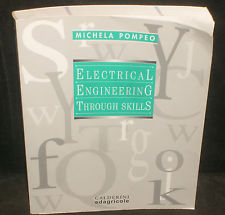 MICHELA POMPEO
ELECTRICAL
ENGINEERING
THROUGH SKILLS
CALDERINI
edagricole